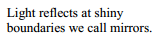 Light reflects at shiny
boundaries we call mirrors.